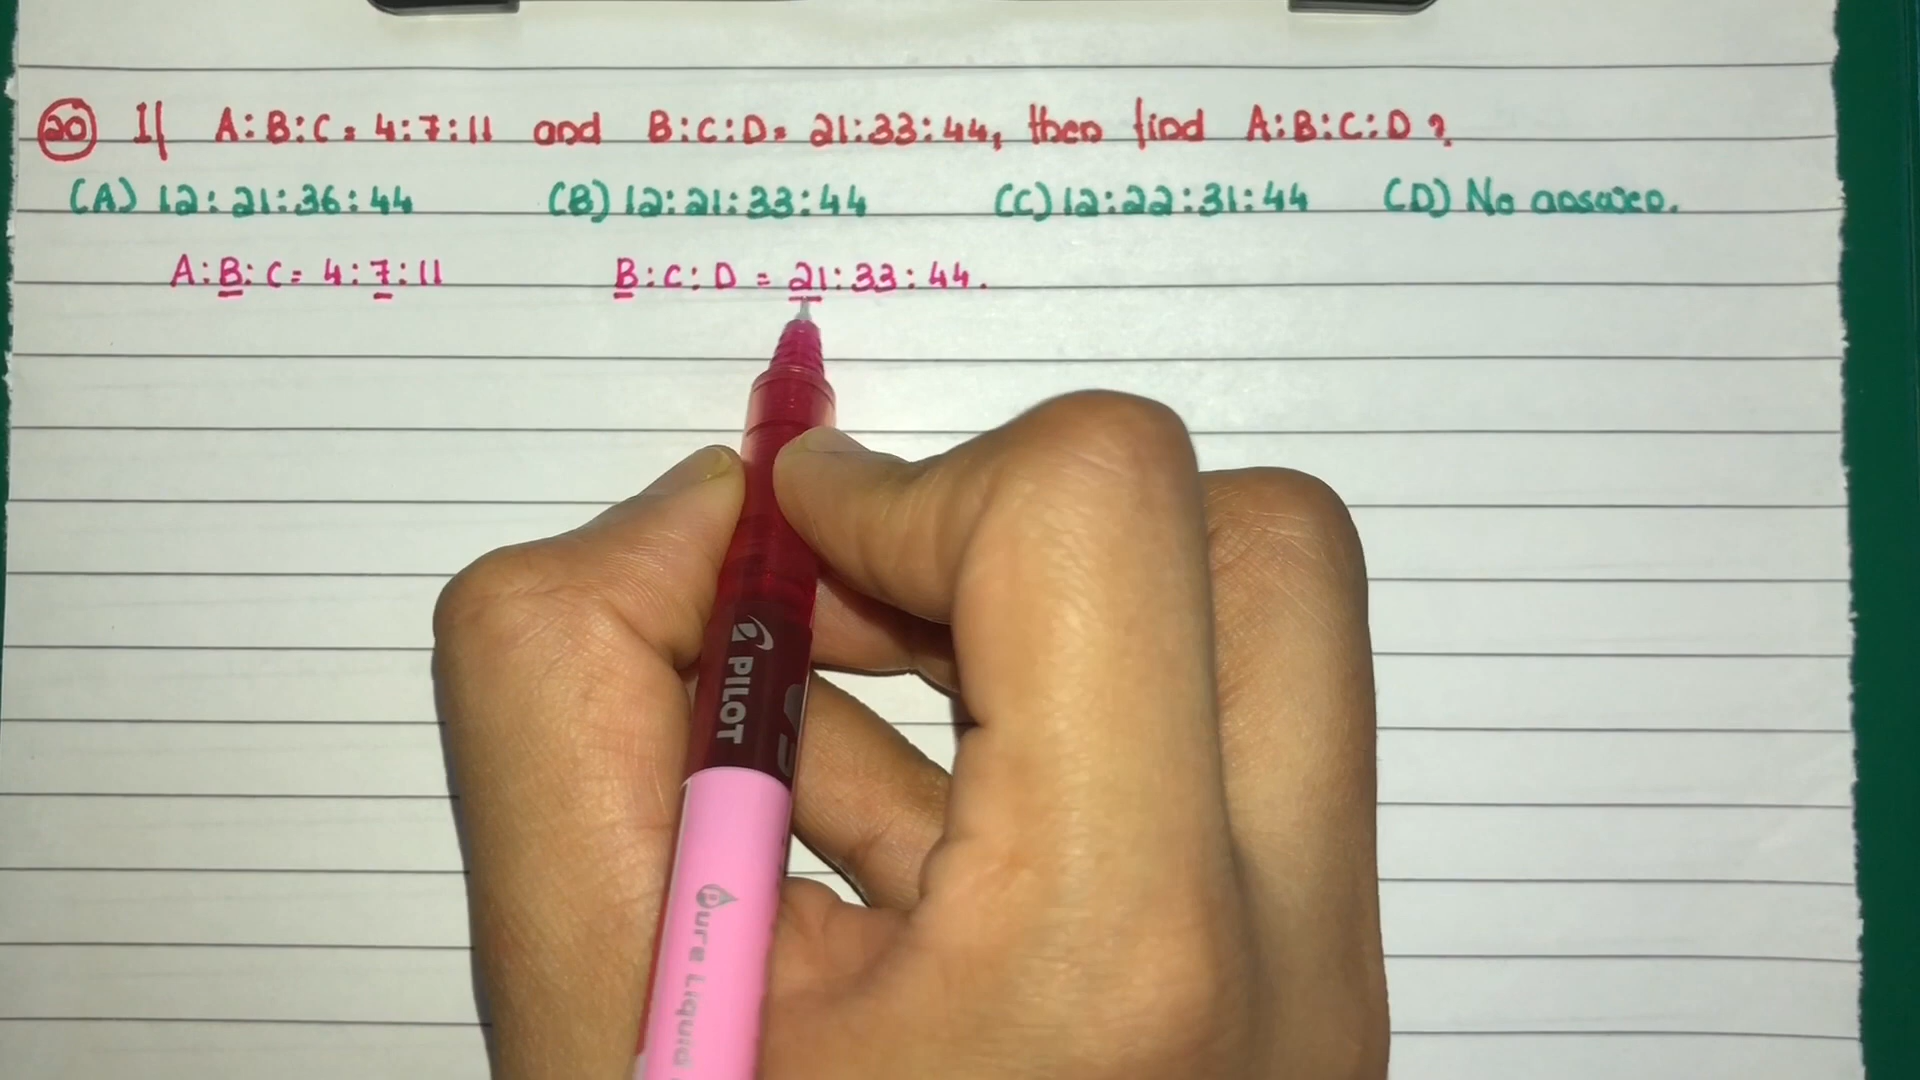 20 If A:B:C = 4:7:11 and B:C:D = 21:33:44, then find A:B:C:D ?
(A) 12:21:36:44 (B) 12:21:33:44 (C) 12:22:31:44 (D) No answer.
A:B:C = 4:7:11 B:C:D = 21:33:44.
PILOT
Pure Liquid